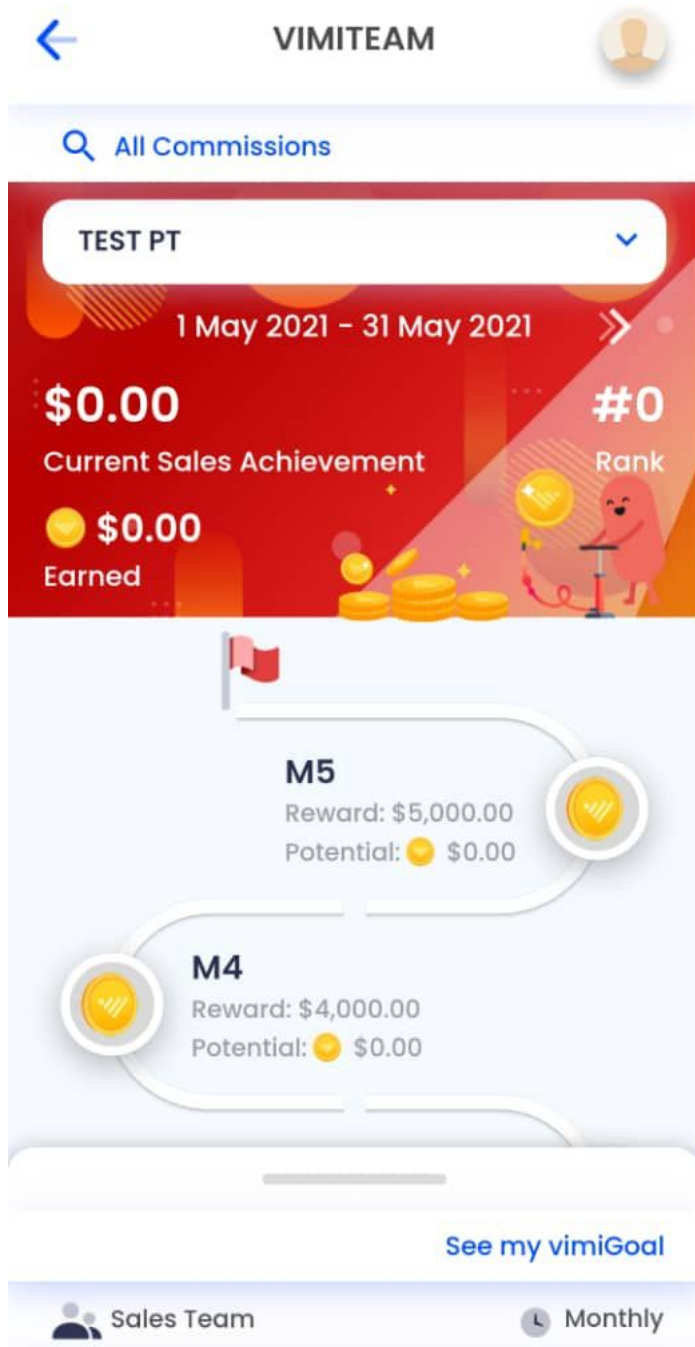 VIMITEAM
All Commissions
TEST PT
1 May 2021 - 31 May 2021
$0.00
#0
Current Sales Achievement
Rank
$0.00
Earned
M5
Reward: $5,000.00
Potential: $0.00
M4
Reward: $4,000.00
Potential: $0.00
See my vimiGoal
Sales Team
Monthly